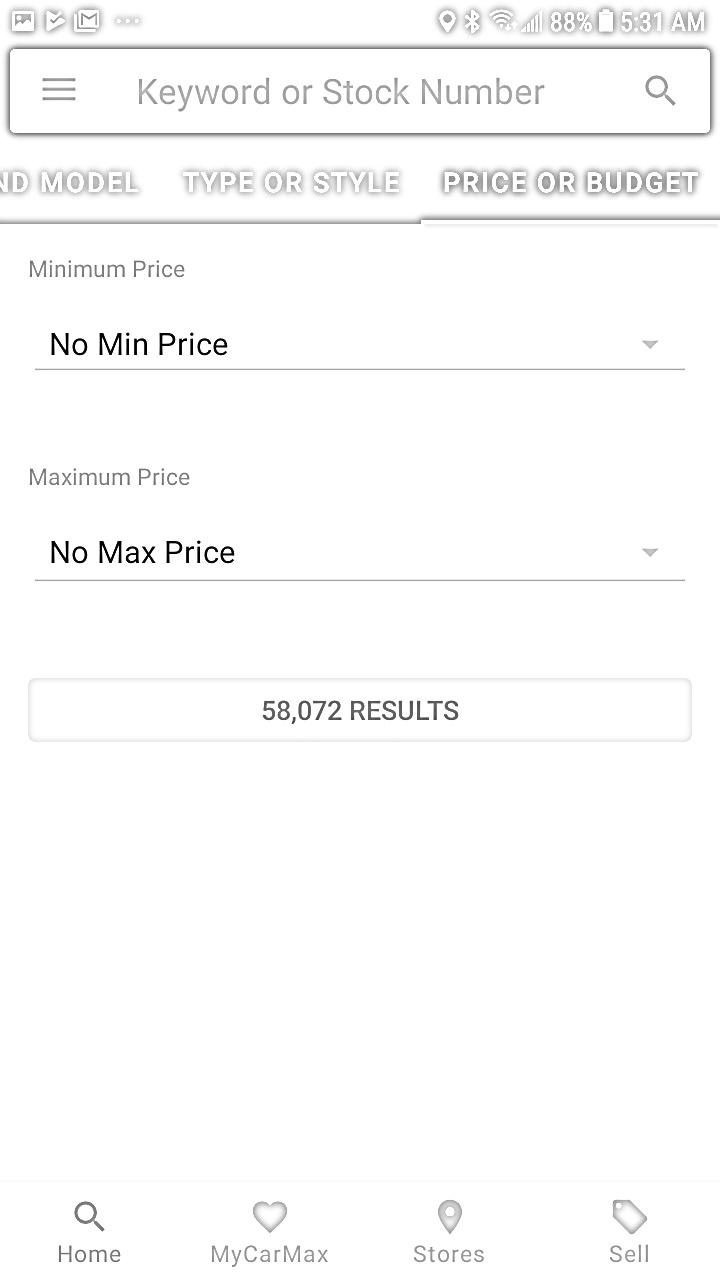 88% 5:31 AM
Keyword or Stock Number
ND MODEL TYPE OR STYLE PRICE OR BUDGET
Minimum Price
No Min Price
Maximum Price
No Max Price
58,072 RESULTS
Home MyCarMax Stores Sell